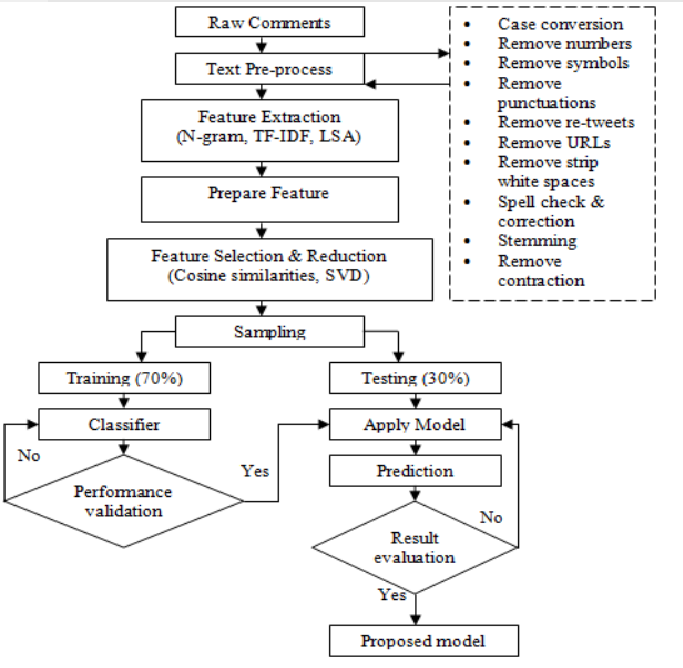 Raw Comments
Text Pre-process
Feature Extraction
(N-gram, TF-IDF, LSA)
Prepare Feature
Feature Selection & Reduction
(Cosine similarities, SVD)
Sampling
• Case conversion
• Remove numbers
• Remove symbols
• Remove
punctuations
• Remove re-tweets
• Remove URLs
• Remove strip
white spaces
• Spell check &
correction
• Stemming
• Remove
contraction
Training (70%)
Classifier
No
Performance
validation
Yes
Testing (30%)
Apply Model
Prediction
No
Result
evaluation
Yes
Proposed model